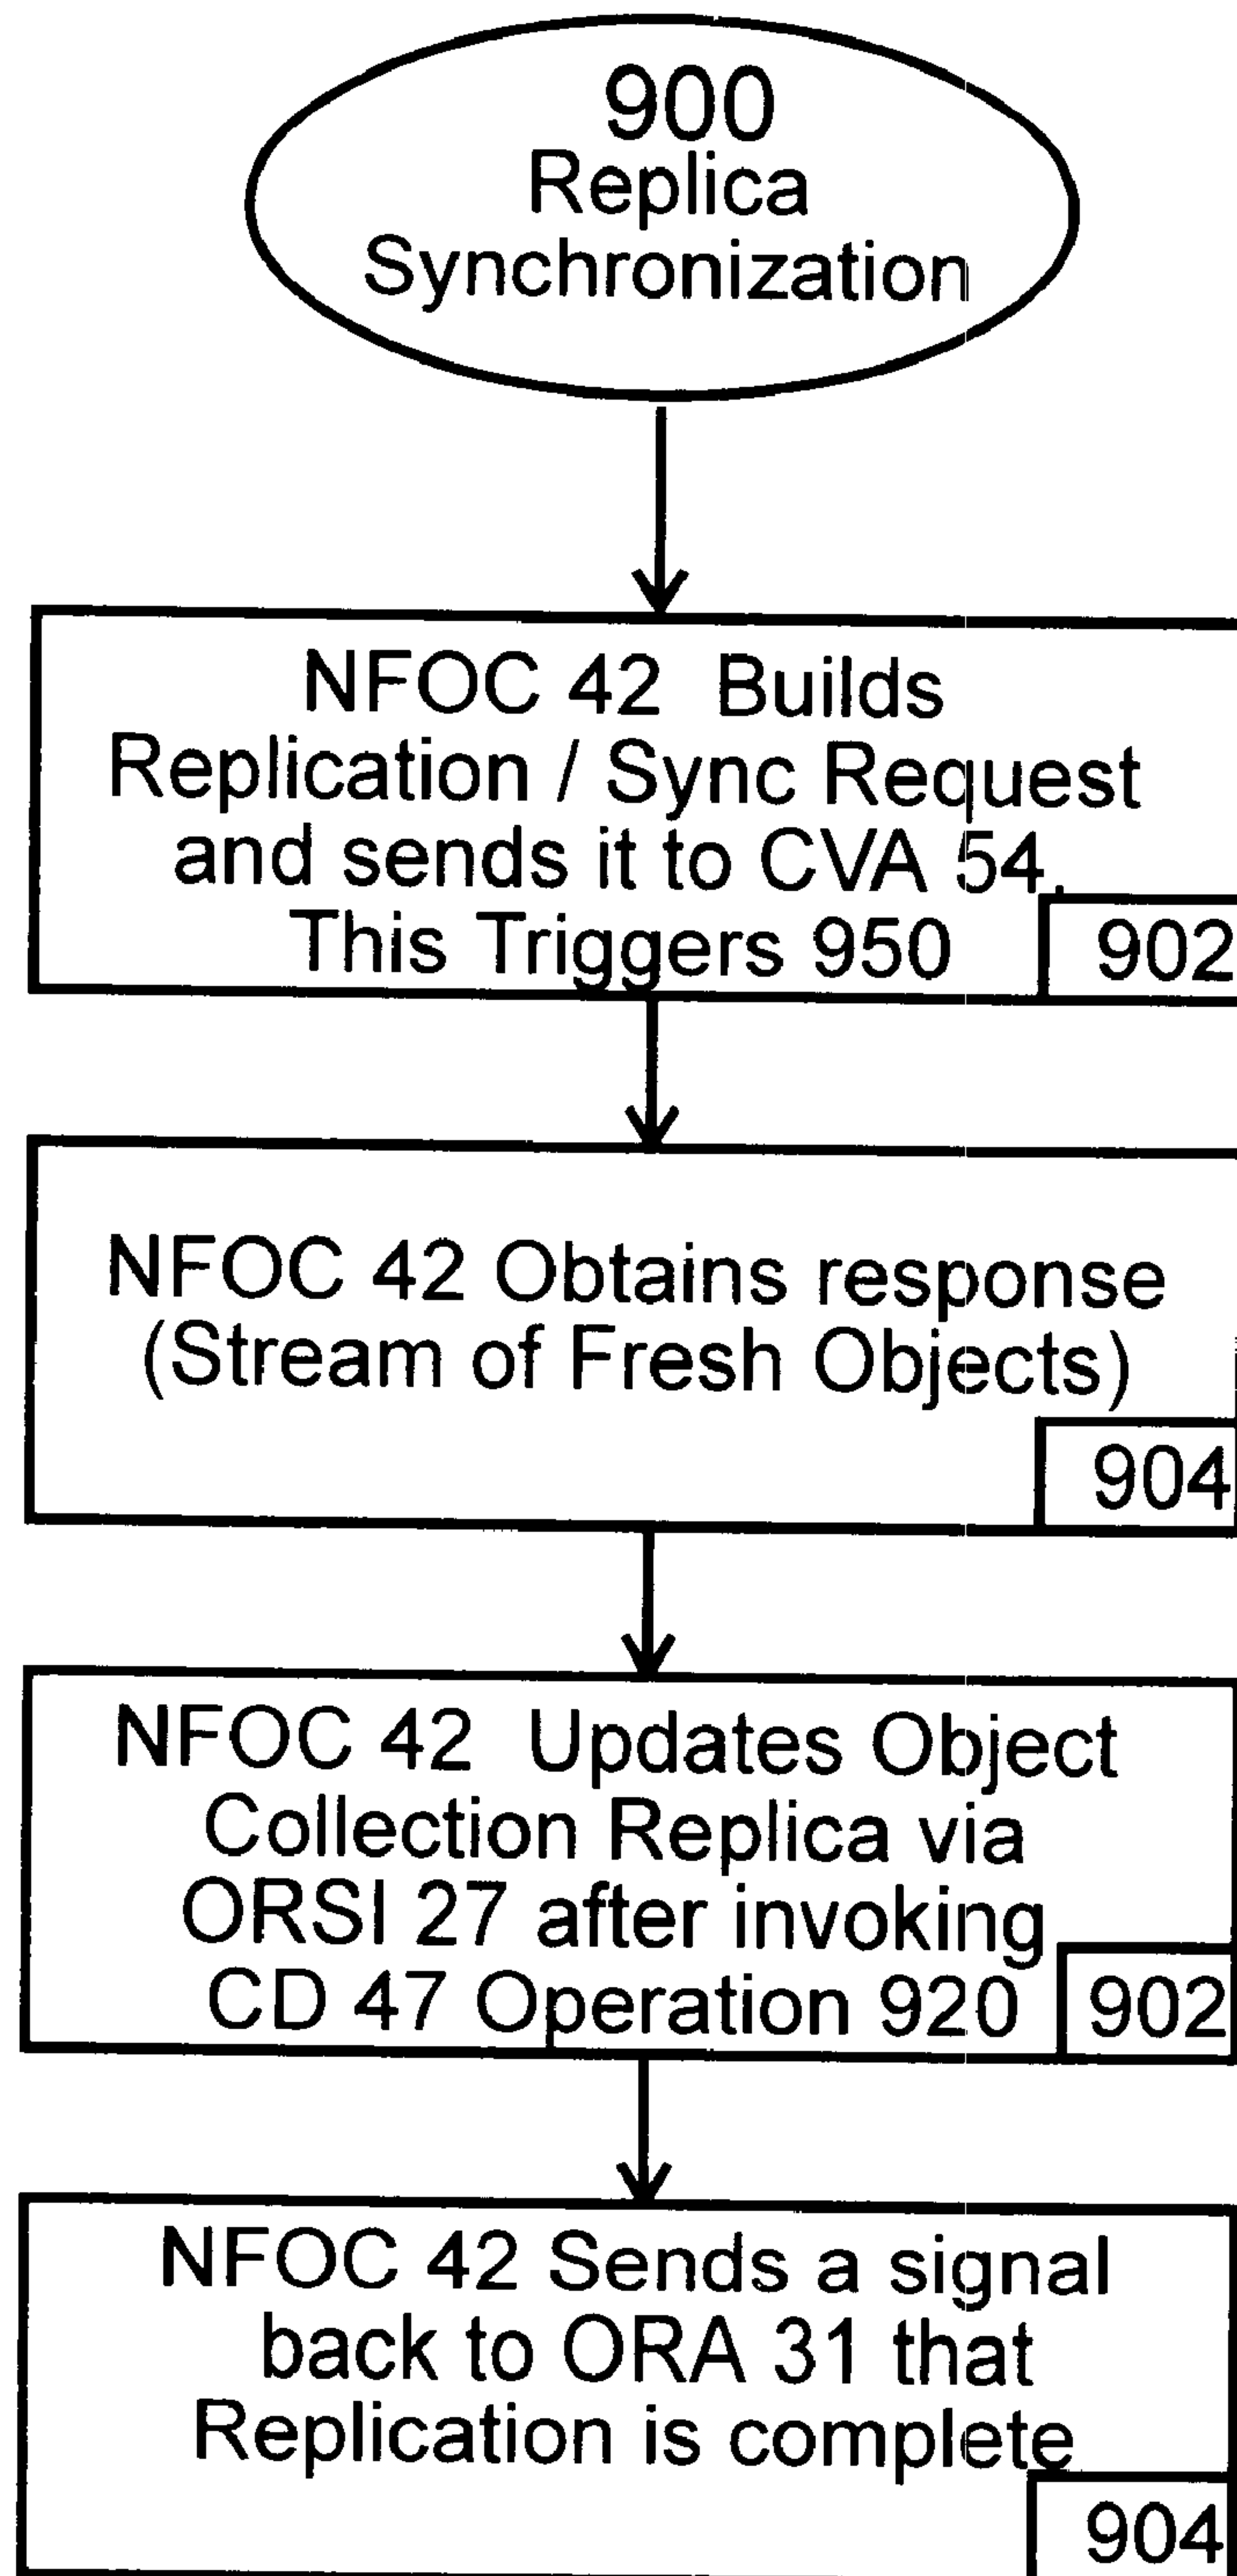 900
Replica
Synchronization
NFOC 42 Builds
Replication / Sync Request
and sends it to CVA 54.
This Triggers 950
902
NFOC 42 Obtains response
(Stream of Fresh Objects)
904
NFOC 42 Updates Object
Collection Replica via
ORSI 27 after invoking
CD 47 Operation 920
902
NFOC 42 Sends a signal
back to ORA 31 that
Replication is complete
904